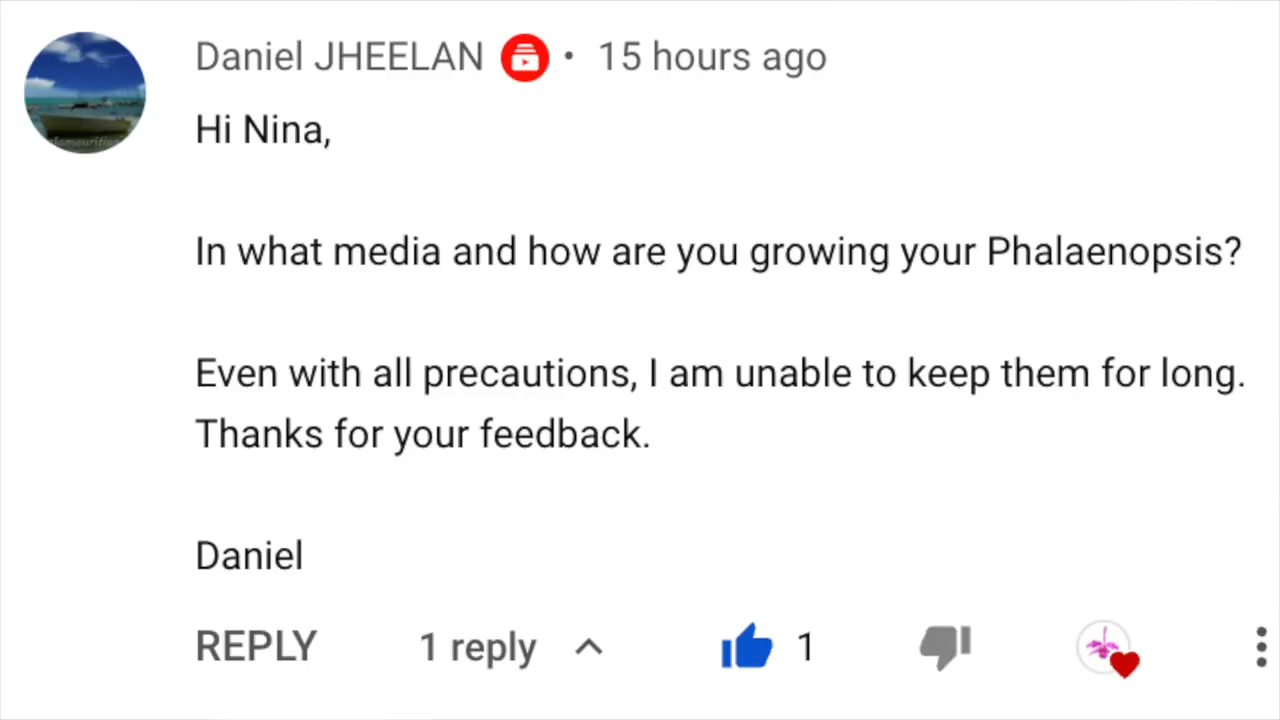 Daniel JHEELAN • 15 hours ago
Hi Nina,
In what media and how are you growing your Phalaenopsis?
Even with all precautions, I am unable to keep them for long.
Thanks for your feedback.
Daniel
REPLY 1 reply 1